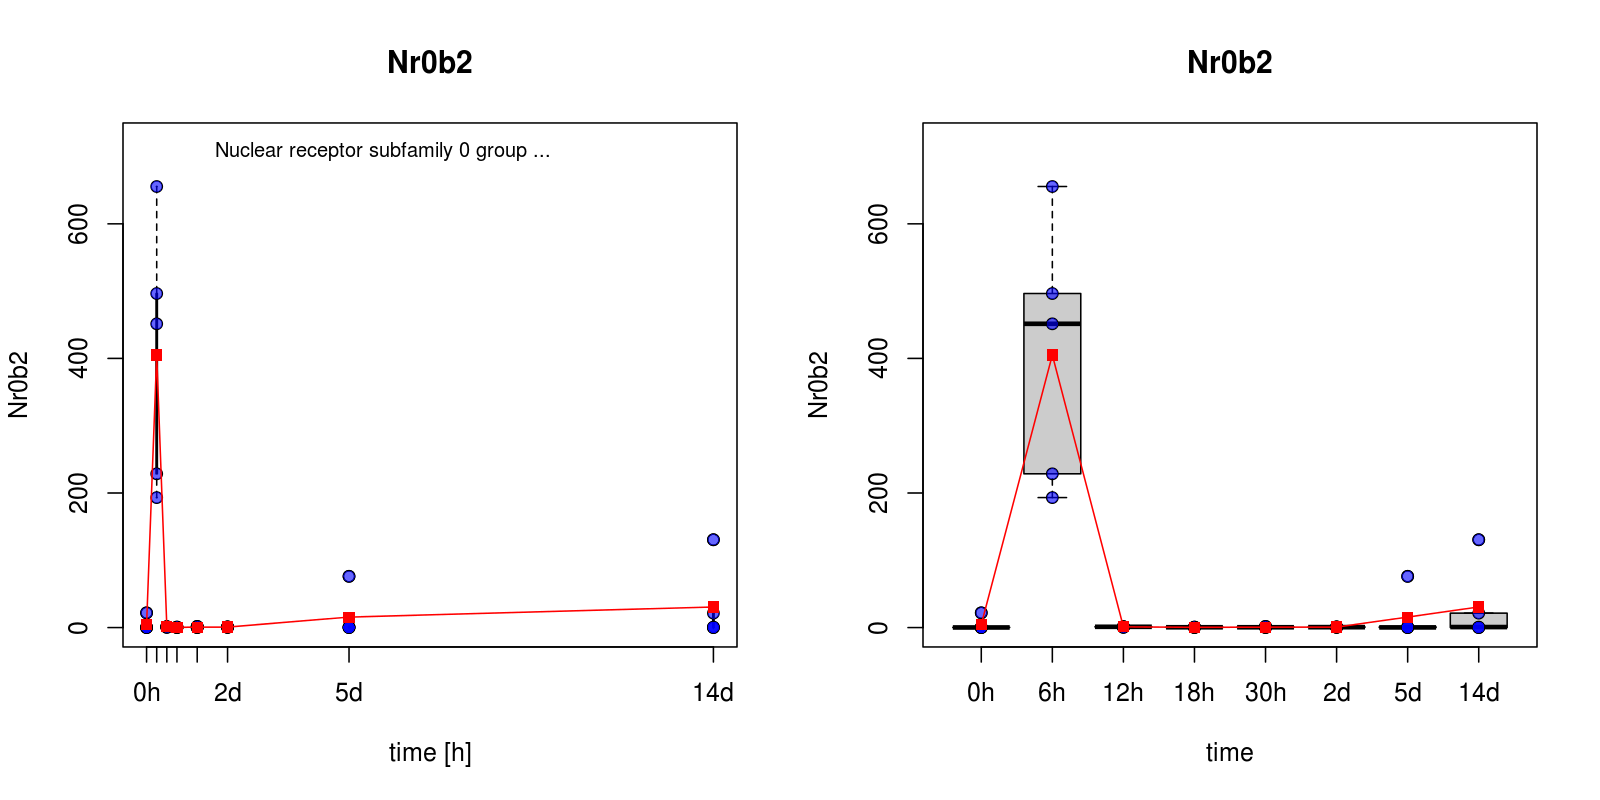 Nr0b2
Nuclear receptor subfamily 0 group ...
Nr0b2
0
200
400
600
0h
2d
5d
14d
time [h]
Nr0b2
Nr0b2
0
200
400
600
0h
6h
12h
18h
30h
2d
5d
14d
time